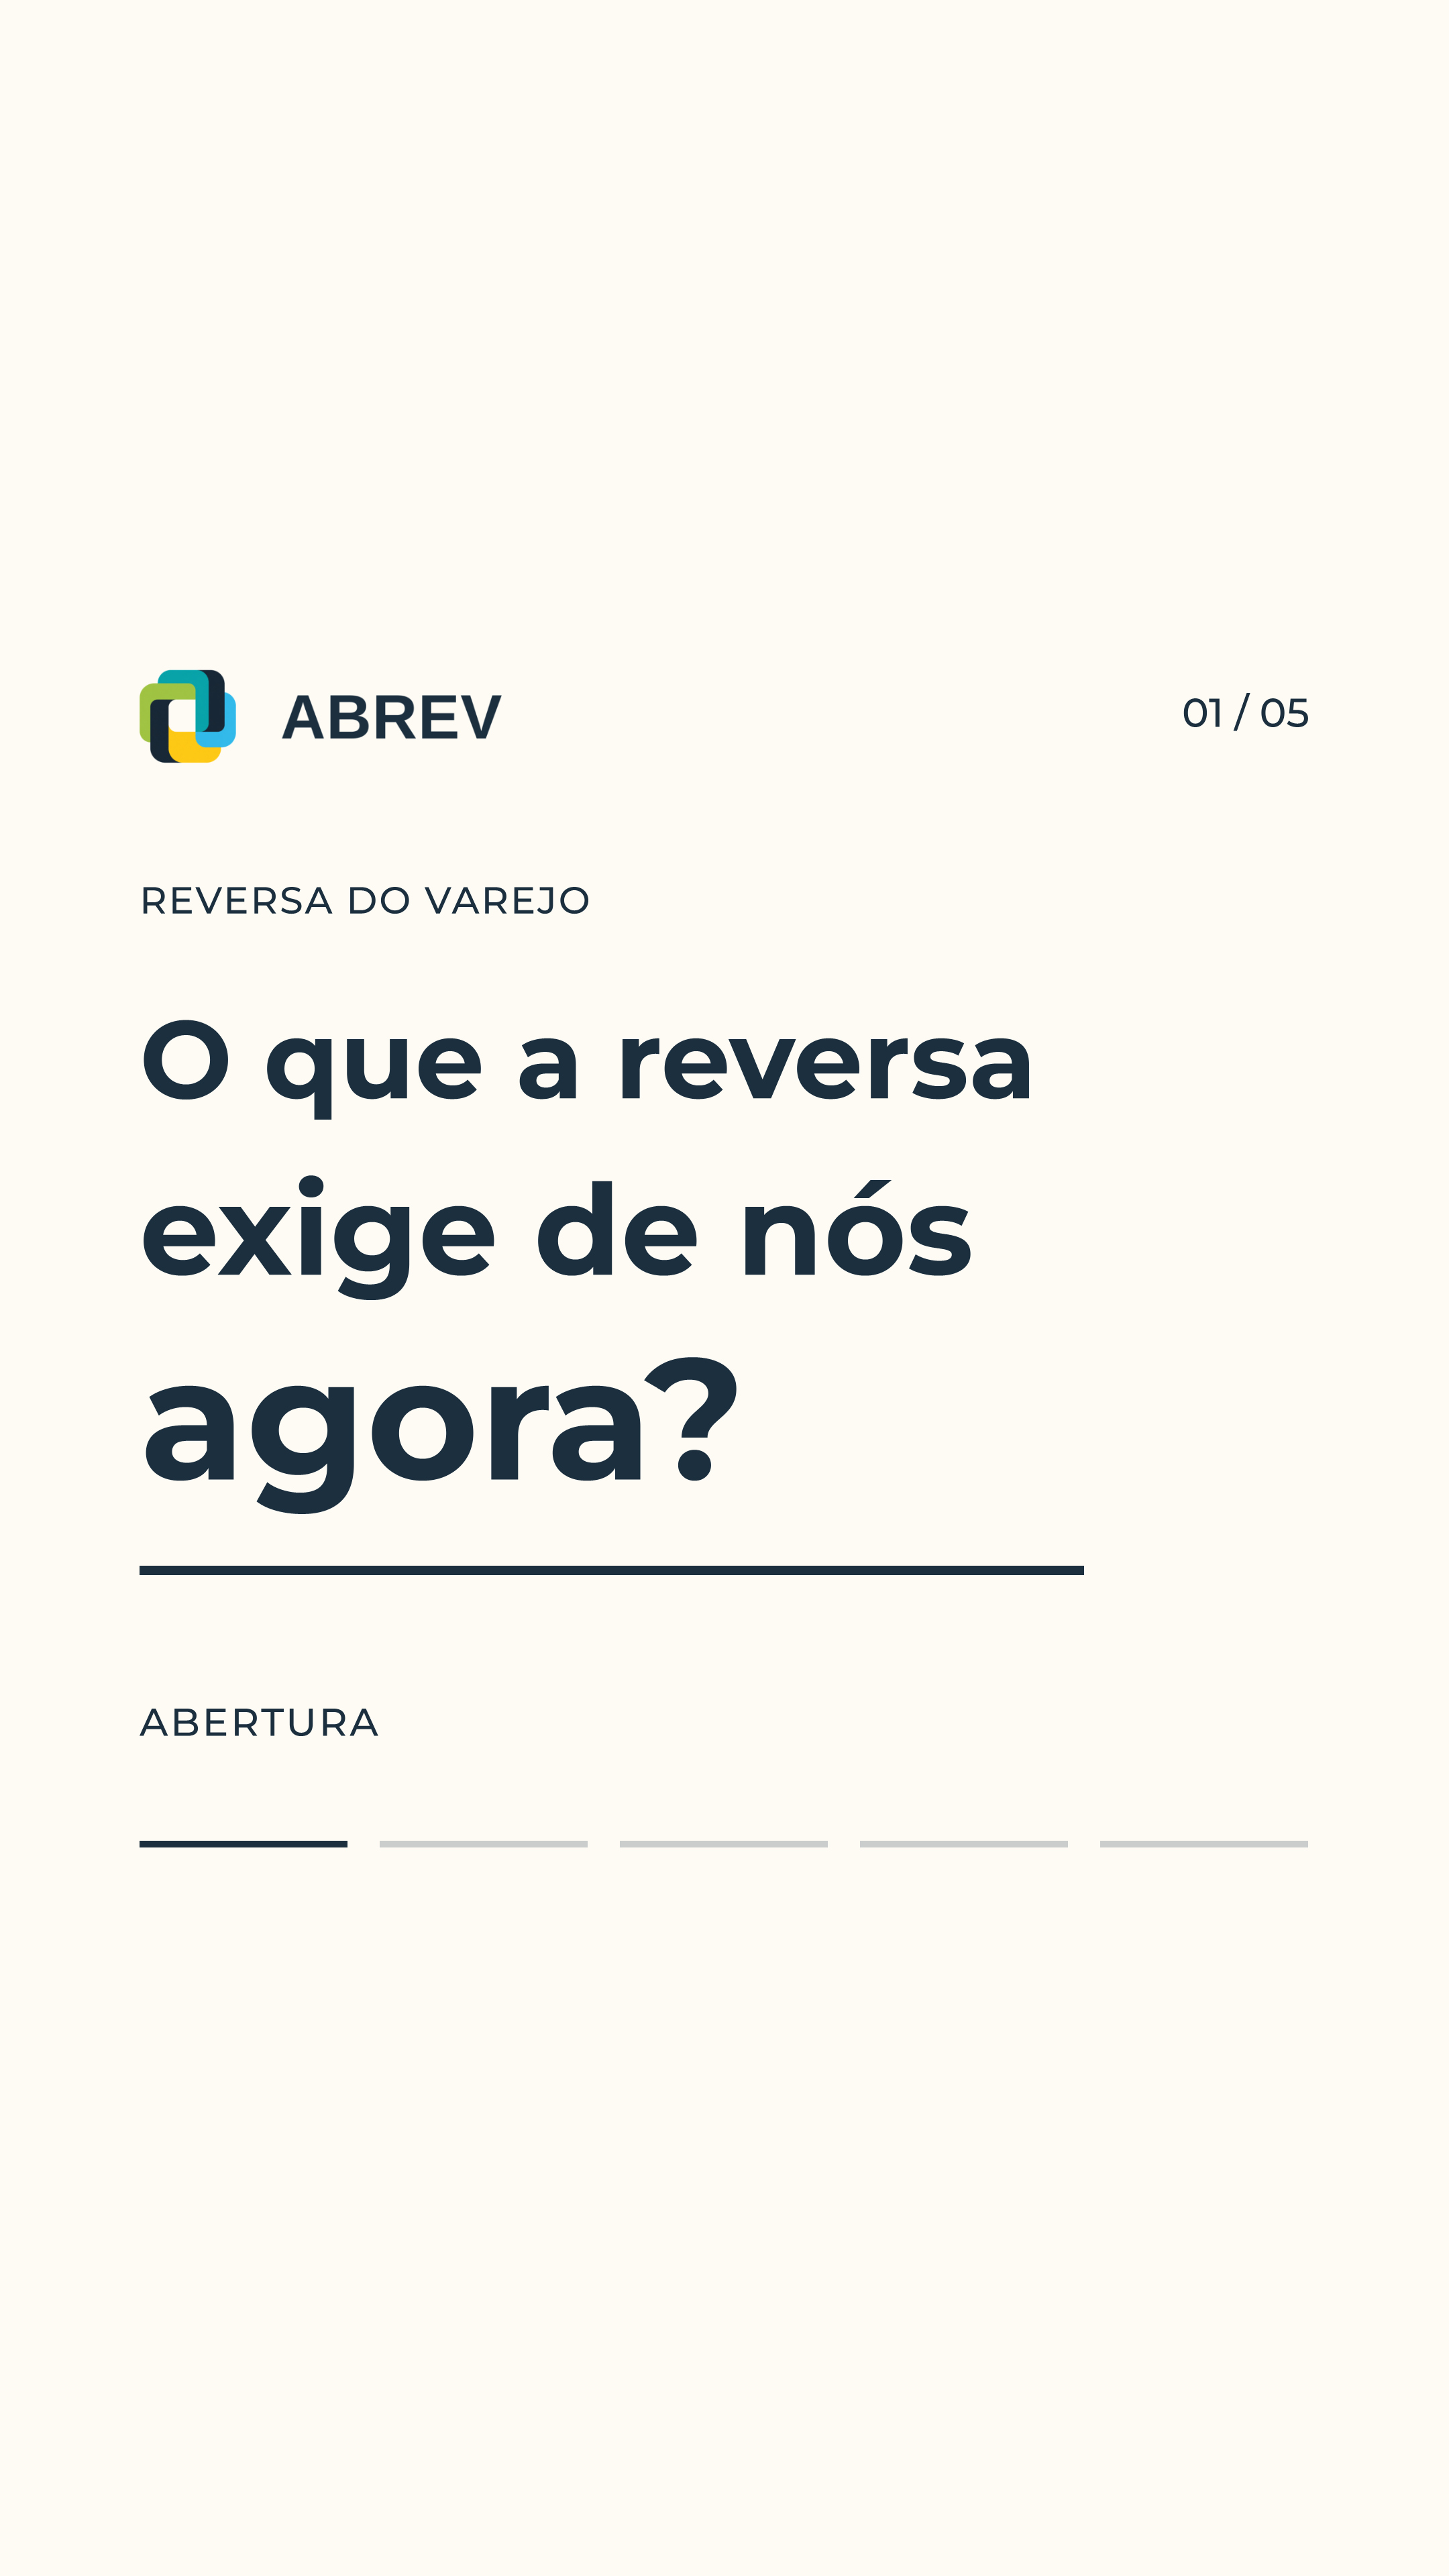 ABREV
01 / 05
REVERSA DO VAREJO
O que a reversa
exige de nós
agora?
ABERTURA